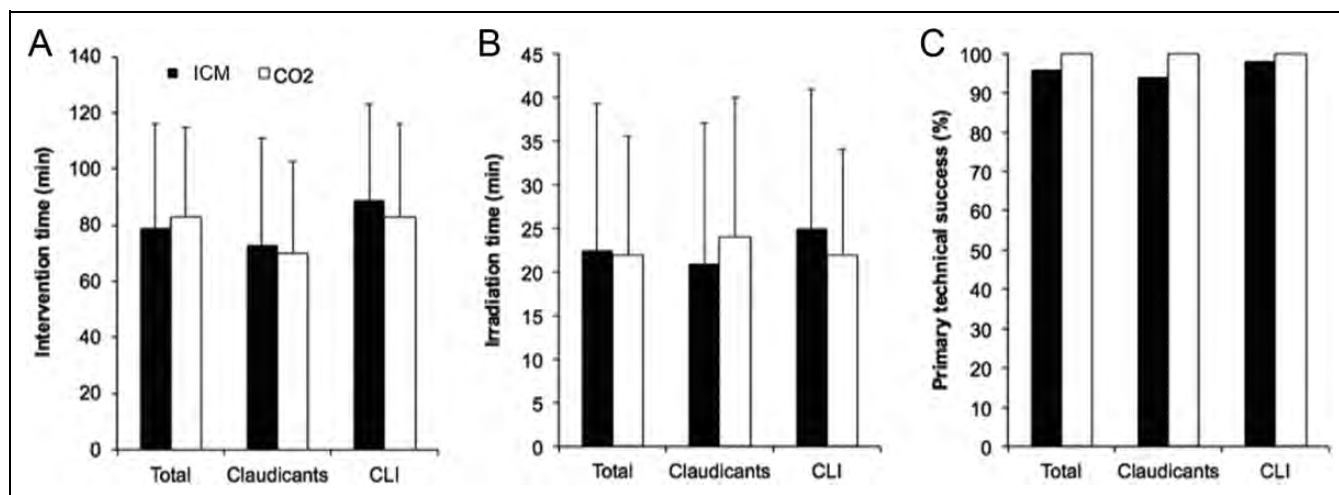 A
Intervention time (min)
140
120
100
80
60
40
20
0
ICM
CO2
Total
Claudicants
CLI
B
Irradiation time (min)
45
40
35
30
25
20
15
10
5
0
Total
Claudicants
CLI
C
Primary technical success (%)
100
90
80
70
60
50
40
30
20
10
0
Total
Claudicants
CLI